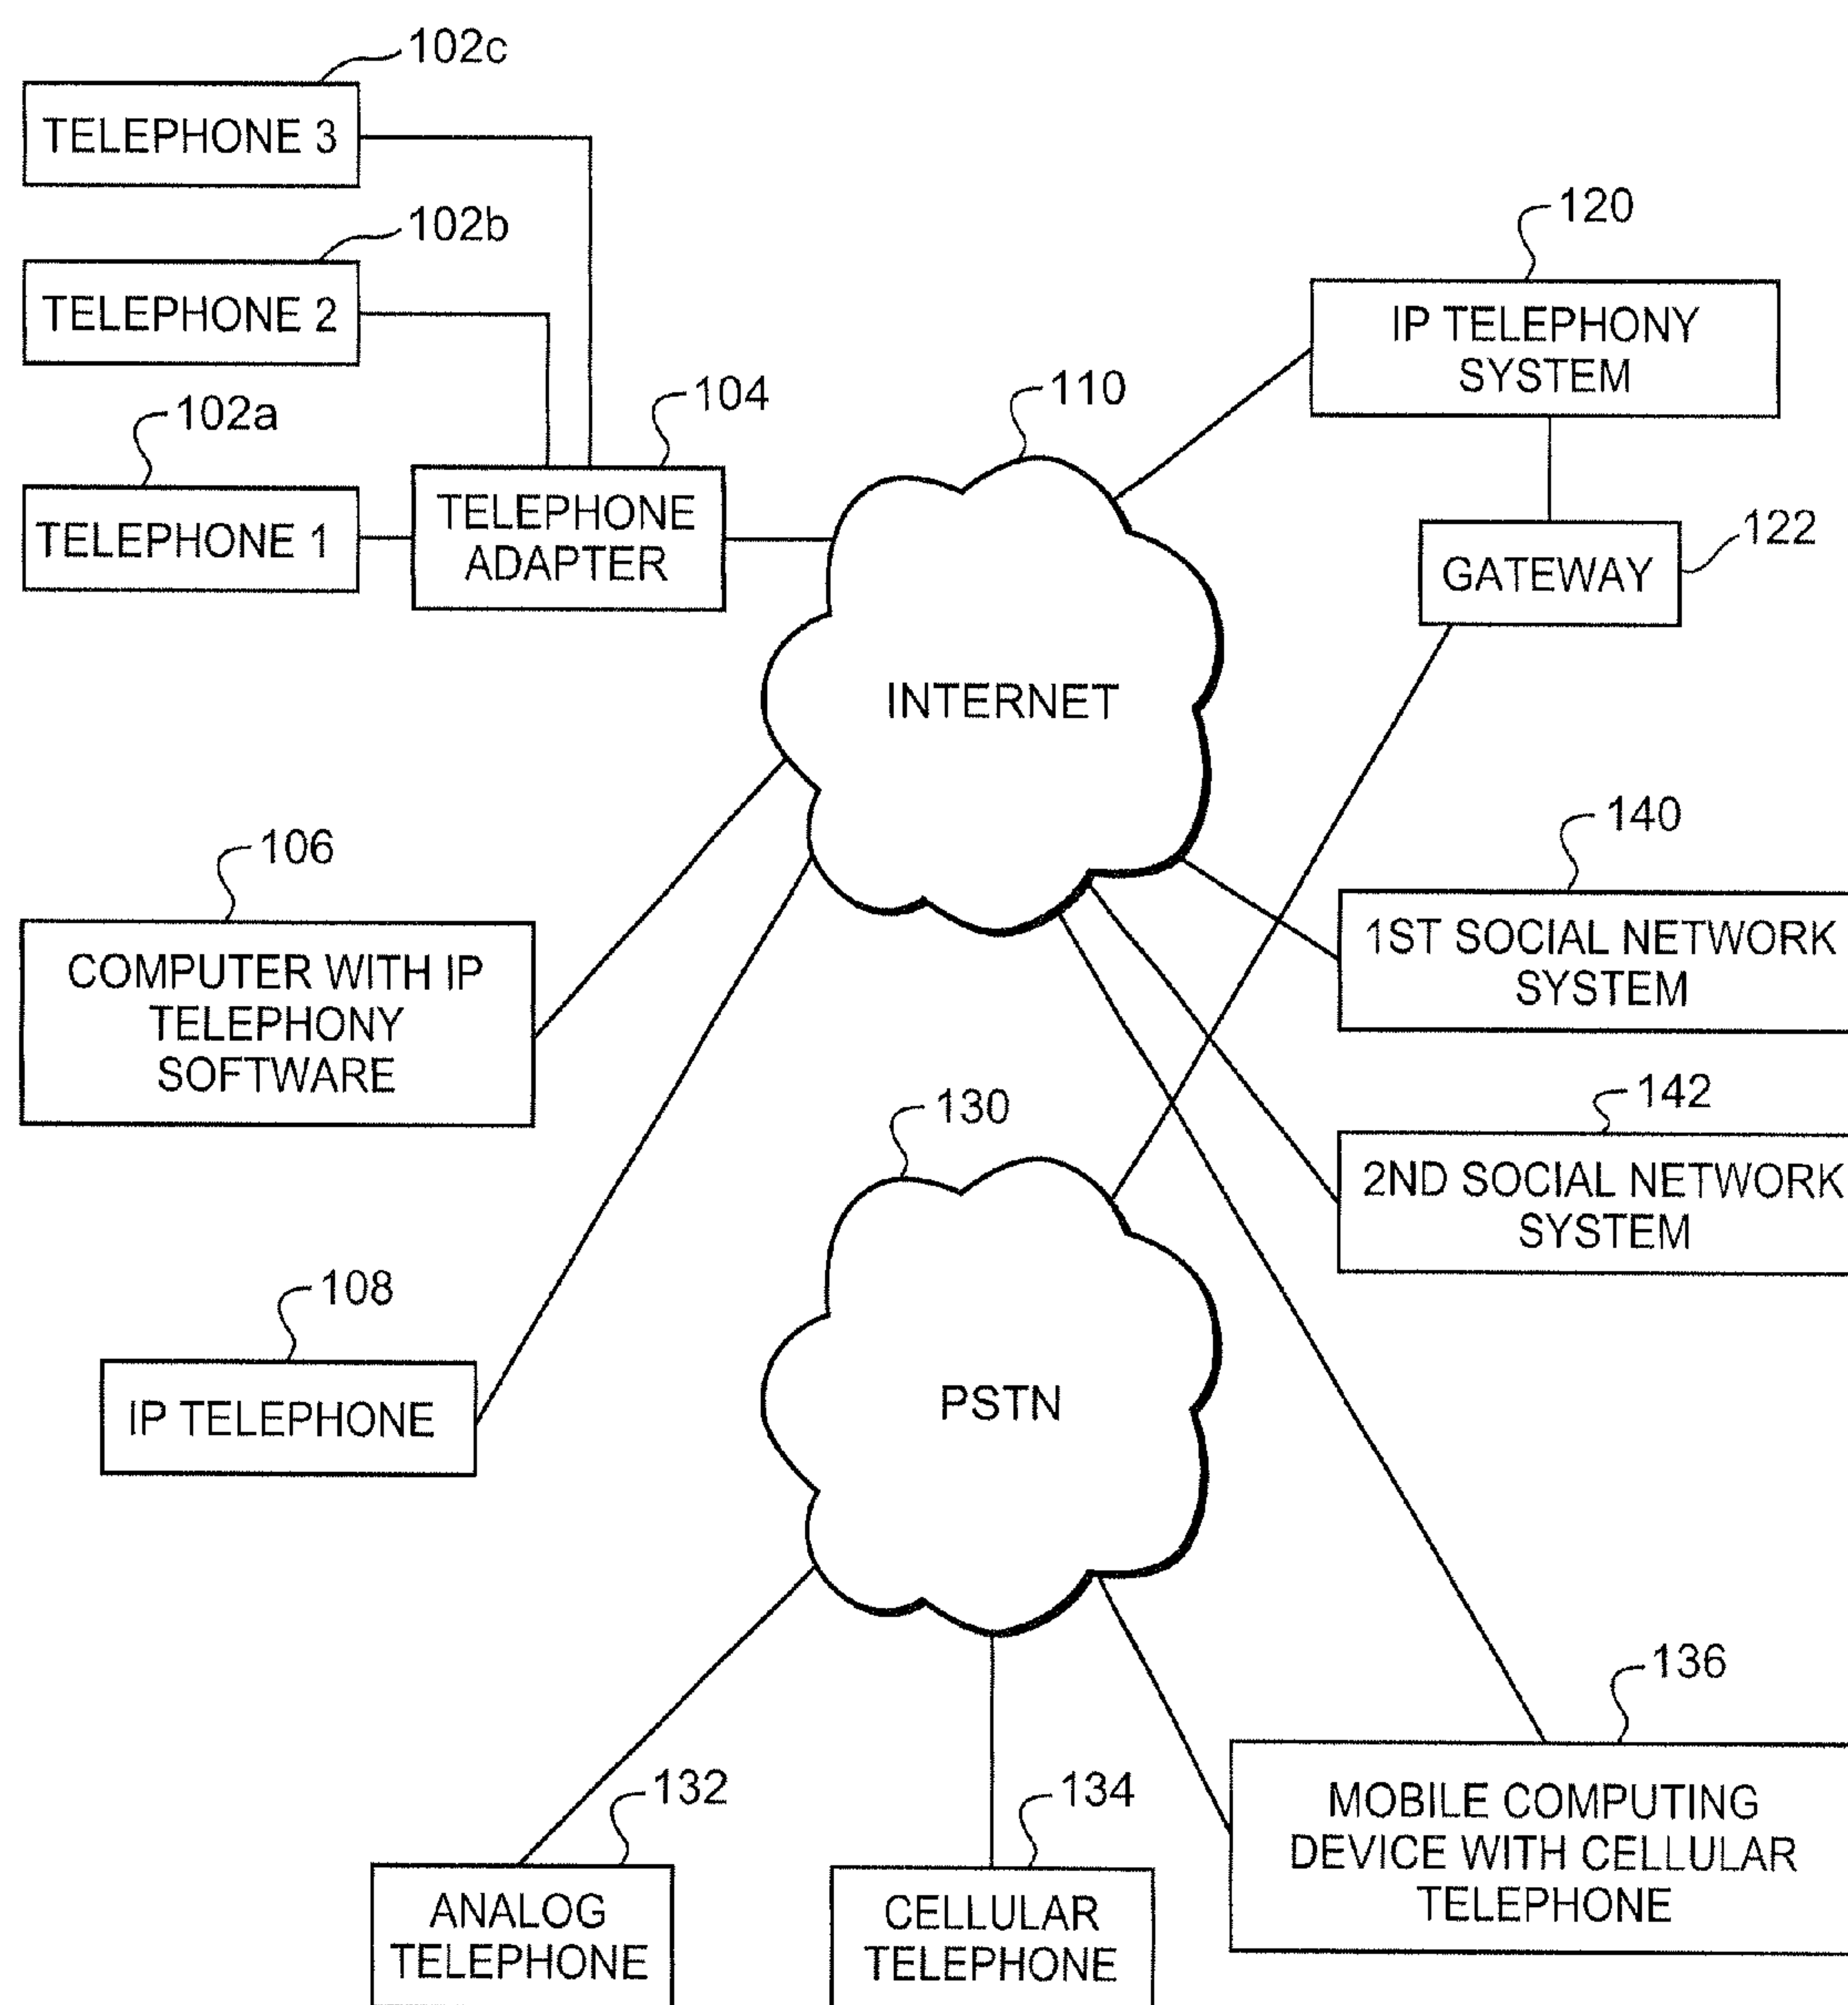 102c
TELEPHONE 3
102b
TELEPHONE 2
102a
TELEPHONE 1
104
TELEPHONE
ADAPTER
110
INTERNET
120
IP TELEPHONY
SYSTEM
122
GATEWAY
106
COMPUTER WITH IP
TELEPHONY
SOFTWARE
140
1ST SOCIAL NETWORK
SYSTEM
142
2ND SOCIAL NETWORK
SYSTEM
108
IP TELEPHONE
130
PSTN
132
ANALOG
TELEPHONE
134
CELLULAR
TELEPHONE
136
MOBILE COMPUTING
DEVICE WITH CELLULAR
TELEPHONE